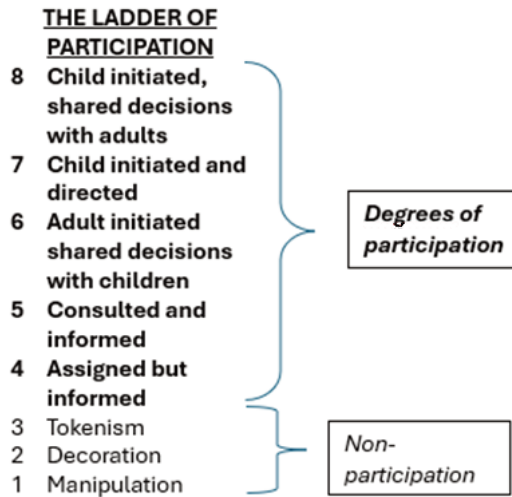 THE LADDER OF
PARTICIPATION
8 Child initiated,
shared decisions
with adults
7 Child initiated and
directed
6 Adult initiated
shared decisions
with children
5 Consulted and
informed
4 Assigned but
informed
3 Tokenism
2 Decoration
1 Manipulation
Degrees of
participation
Non-
participation